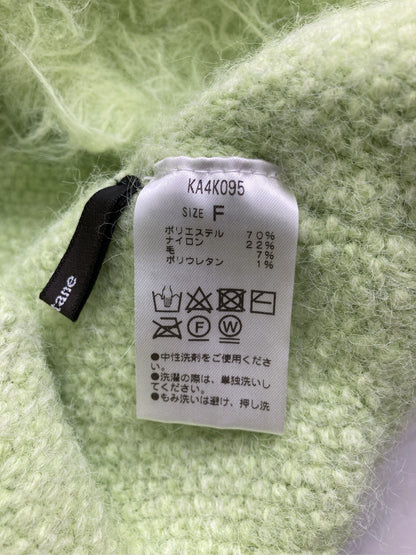 KA4K095
SIZE F
ポリエステル 70%
ナイロン 22%
毛 7%
ポリウレタン 1%
F W
●中性洗剤をご使用くださ
い。
●洗濯の際は、単独洗いし
てください。
●もみ洗いは避け、押し洗